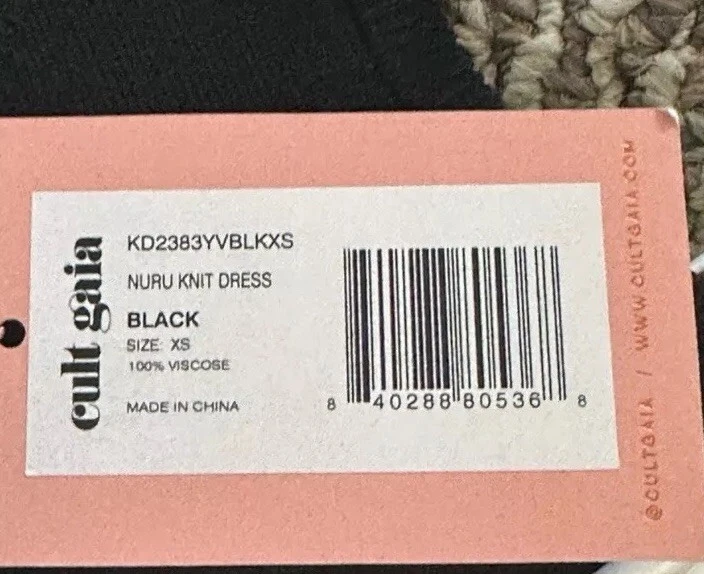 cult gaia
KD2383YVBLKXS
NURU KNIT DRESS
BLACK
SIZE: XS
100% VISCOSE
MADE IN CHINA
8 40288 80536 8
@CULTGAIA / WWW.CULTGAIA.COM